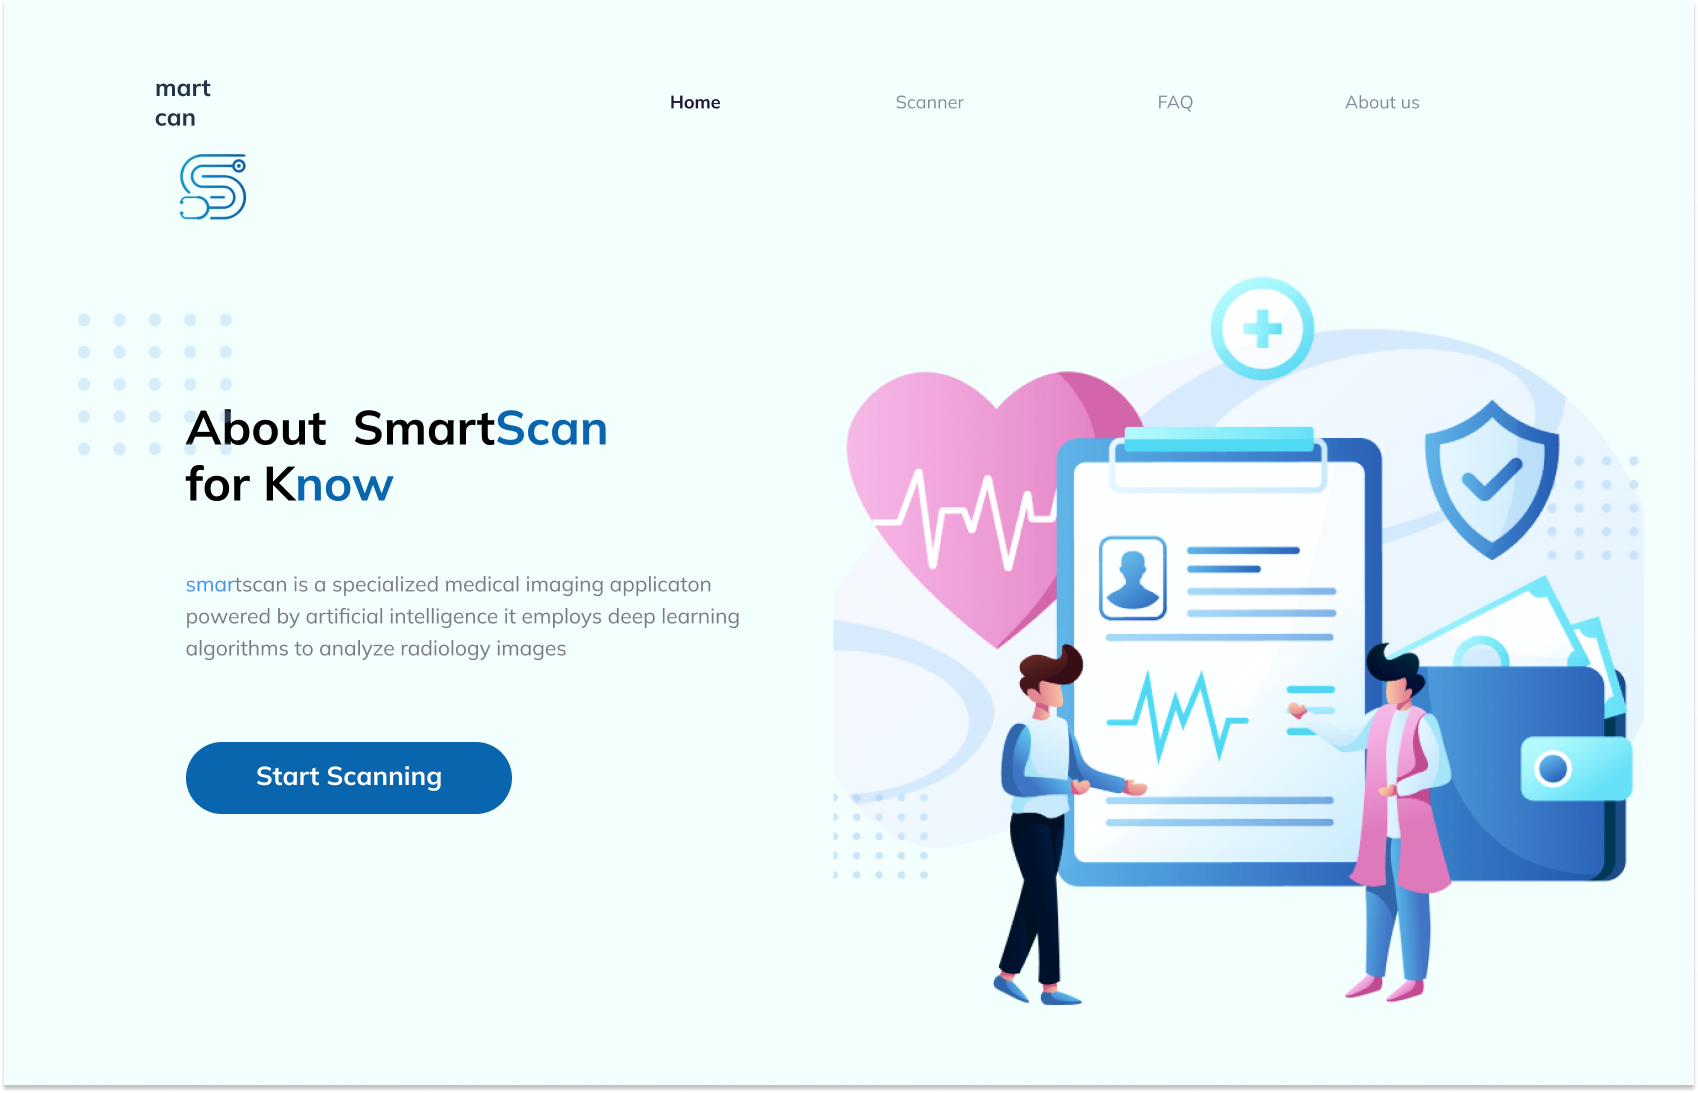 mart
can
Home
Scanner
FAQ
About us
About SmartScan
for Know
smartscan is a specialized medical imaging applicaton
powered by artificial intelligence it employs deep learning
algorithms to analyze radiology images
Start Scanning